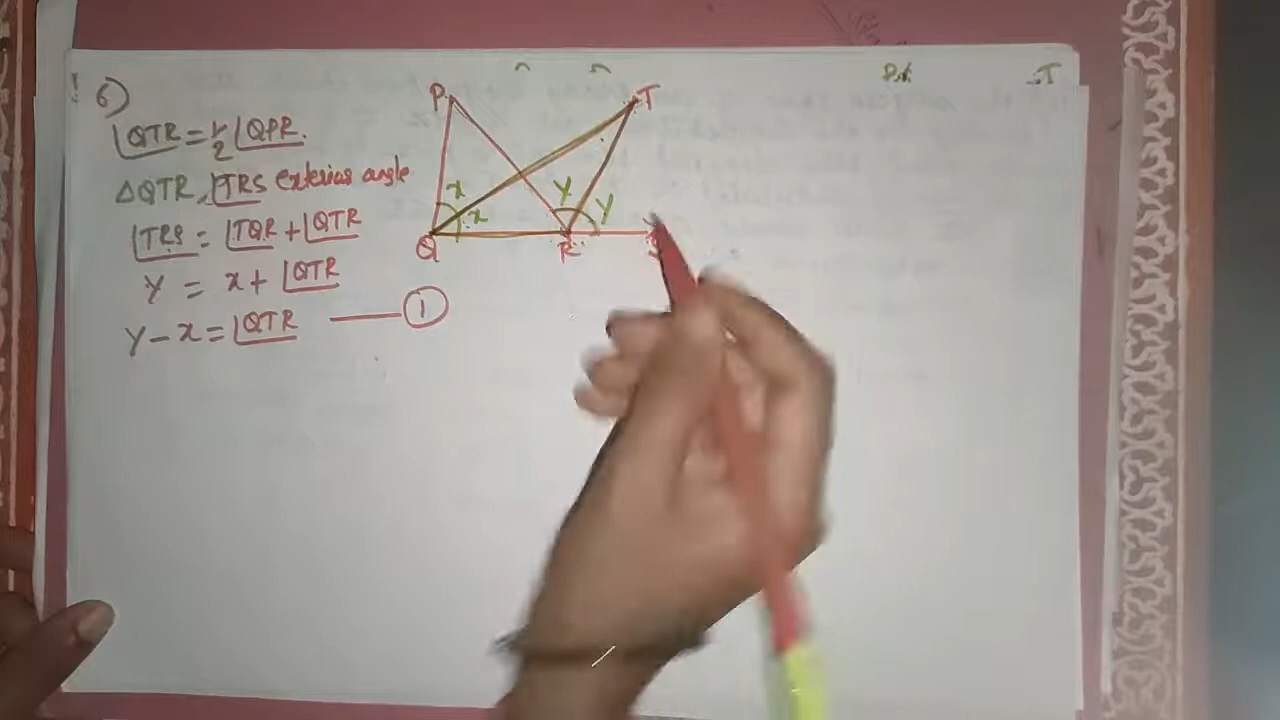 6)
∠QTR = 1/2 ∠QPR.
ΔQTR, ∠TRS exterior angle
∠TRS = ∠TQR + ∠QTR
y = x + ∠QTR
y - x = ∠QTR —— ①
P T
x x y y
Q R S